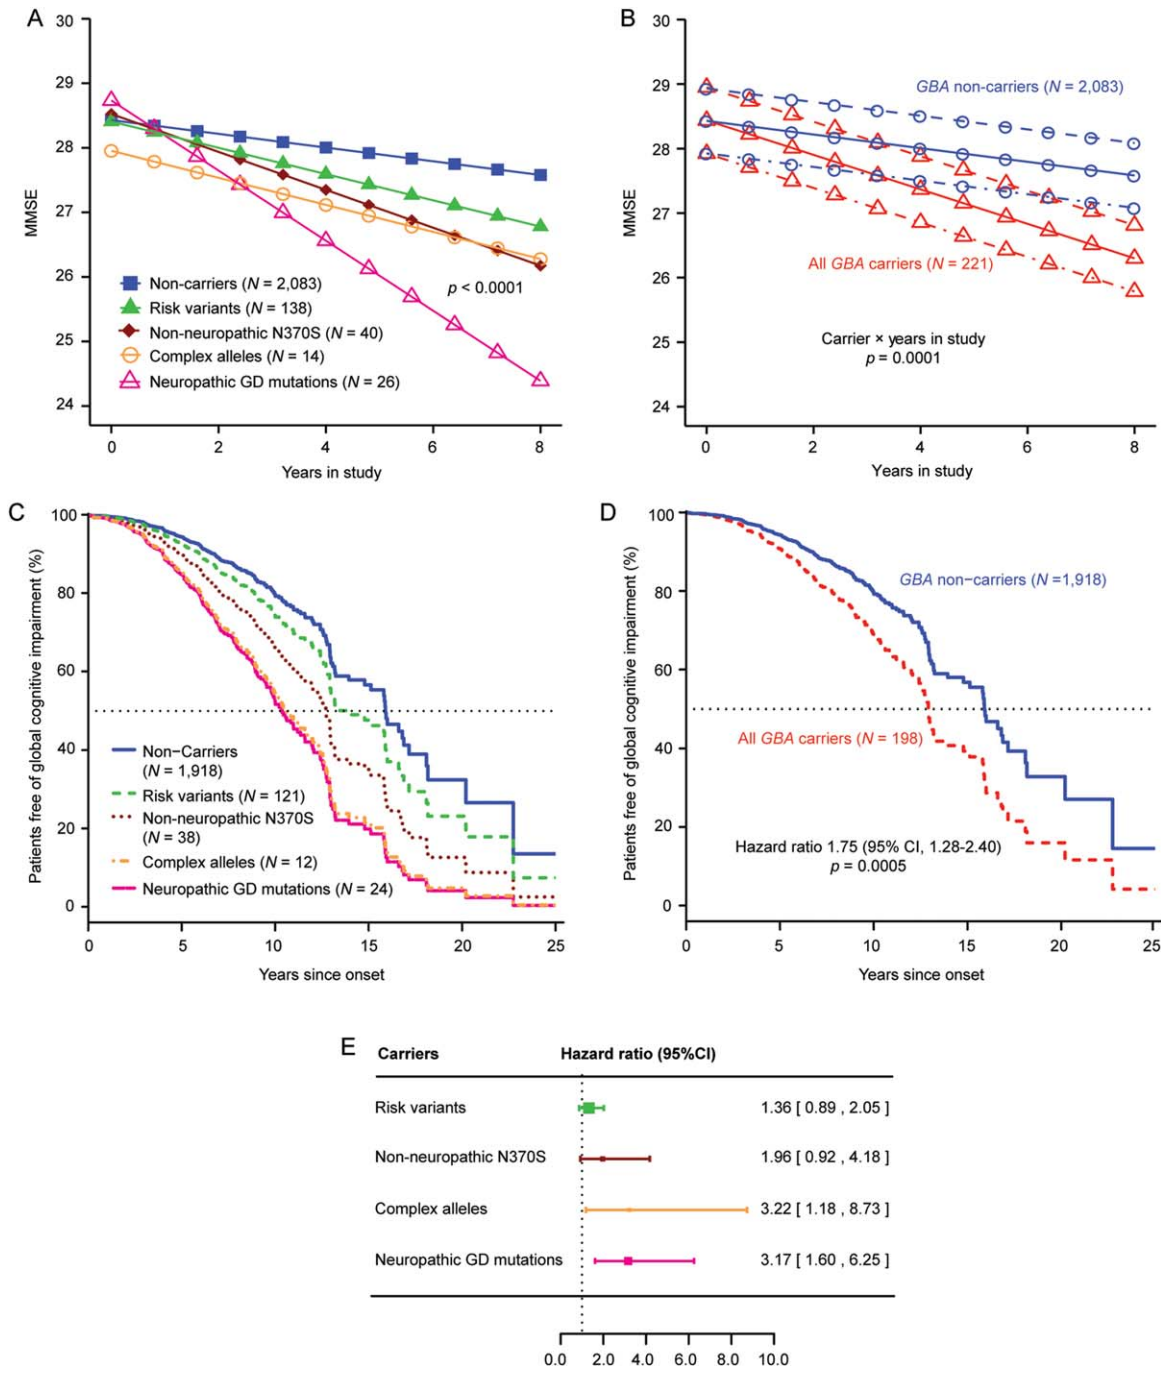 A
30
29
28
27
26
25
24
MMSE
Non-carriers (N = 2,083)
Risk variants (N = 138)
Non-neuropathic N370S (N = 40)
Complex alleles (N = 14)
Neuropathic GD mutations (N = 26)
p < 0.0001
0 2 4 6 8
Years in study
B
30
29
28
27
26
25
24
MMSE
GBA non-carriers (N = 2,083)
All GBA carriers (N = 221)
Carrier × years in study
p = 0.0001
0 2 4 6 8
Years in study
C
100
80
60
40
20
0
Patients free of global cognitive impairment (%)
Non−Carriers
(N = 1,918)
Risk variants (N = 121)
Non-neuropathic N370S
(N = 38)
Complex alleles (N = 12)
Neuropathic GD mutations (N = 24)
0 5 10 15 20 25
Years since onset
D
100
80
60
40
20
0
Patients free of global cognitive impairment (%)
GBA non−carriers (N =1,918)
All GBA carriers (N = 198)
Hazard ratio 1.75 (95% CI, 1.28-2.40)
p = 0.0005
0 5 10 15 20 25
Years since onset
E
Carriers Hazard ratio (95%CI)
Risk variants 1.36 [ 0.89 , 2.05 ]
Non-neuropathic N370S 1.96 [ 0.92 , 4.18 ]
Complex alleles 3.22 [ 1.18 , 8.73 ]
Neuropathic GD mutations 3.17 [ 1.60 , 6.25 ]
0.0 2.0 4.0 6.0 8.0 10.0